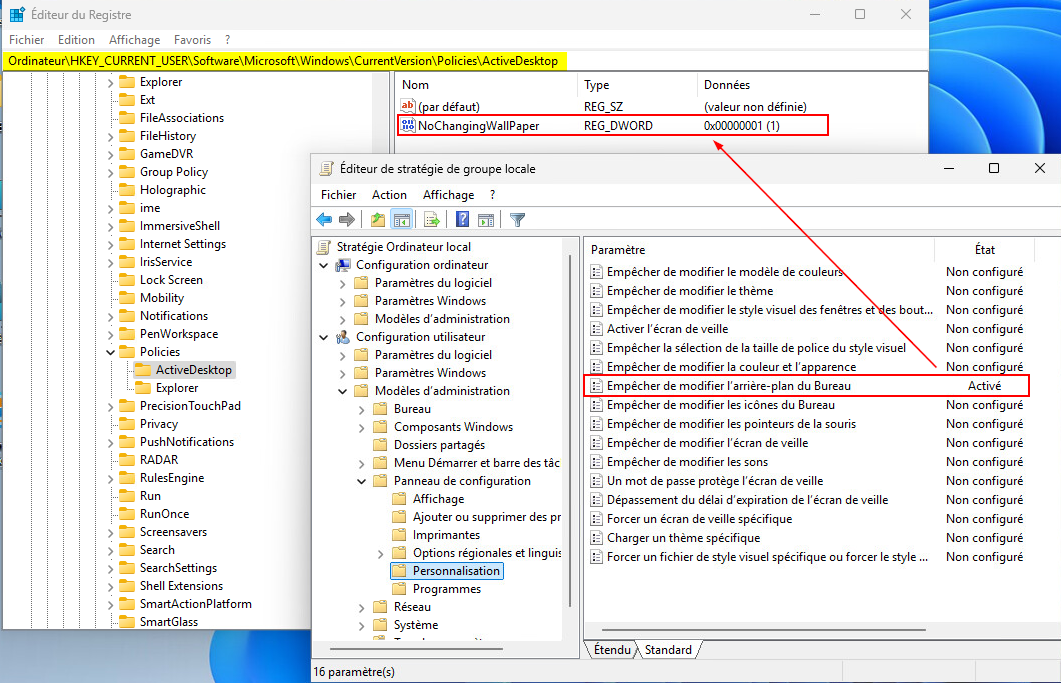 Éditeur du Registre
Fichier Edition Affichage Favoris ?
Ordinateur\HKEY_CURRENT_USER\Software\Microsoft\Windows\CurrentVersion\Policies\ActiveDesktop
Explorer
Ext
FileAssociations
FileHistory
GameDVR
Group Policy
Holographic
ime
ImmersiveShell
Internet Settings
IrisService
Lock Screen
Mobility
Notifications
PenWorkspace
Policies
ActiveDesktop
Explorer
PrecisionTouchPad
Privacy
PushNotifications
RADAR
RulesEngine
Run
RunOnce
Screensavers
Search
SearchSettings
Shell Extensions
SmartActionPlatform
SmartGlass
Nom Type Données
(par défaut) REG_SZ (valeur non définie)
NoChangingWallPaper REG_DWORD 0x00000001 (1)
Éditeur de stratégie de groupe locale
Fichier Action Affichage ?
Stratégie Ordinateur local
Configuration ordinateur
Paramètres du logiciel
Paramètres Windows
Modèles d'administration
Configuration utilisateur
Paramètres du logiciel
Paramètres Windows
Modèles d'administration
Bureau
Composants Windows
Dossiers partagés
Menu Démarrer et barre des tâc
Panneau de configuration
Affichage
Ajouter ou supprimer des pr
Imprimantes
Options régionales et linguis
Personnalisation
Programmes
Réseau
Système
Paramètre État
Empêcher de modifier le modèle de couleurs Non configuré
Empêcher de modifier le thème Non configuré
Empêcher de modifier le style visuel des fenêtres et des bout... Non configuré
Activer l'écran de veille Non configuré
Empêcher la sélection de la taille de police du style visuel Non configuré
Empêcher de modifier la couleur et l'apparence Non configuré
Empêcher de modifier l'arrière-plan du Bureau Activé
Empêcher de modifier les icônes du Bureau Non configuré
Empêcher de modifier les pointeurs de la souris Non configuré
Empêcher de modifier l'écran de veille Non configuré
Empêcher de modifier les sons Non configuré
Un mot de passe protège l'écran de veille Non configuré
Dépassement du délai d'expiration de l'écran de veille Non configuré
Forcer un écran de veille spécifique Non configuré
Charger un thème spécifique Non configuré
Forcer un fichier de style visuel spécifique ou forcer le style ... Non configuré
Étendu Standard
16 paramètre(s)